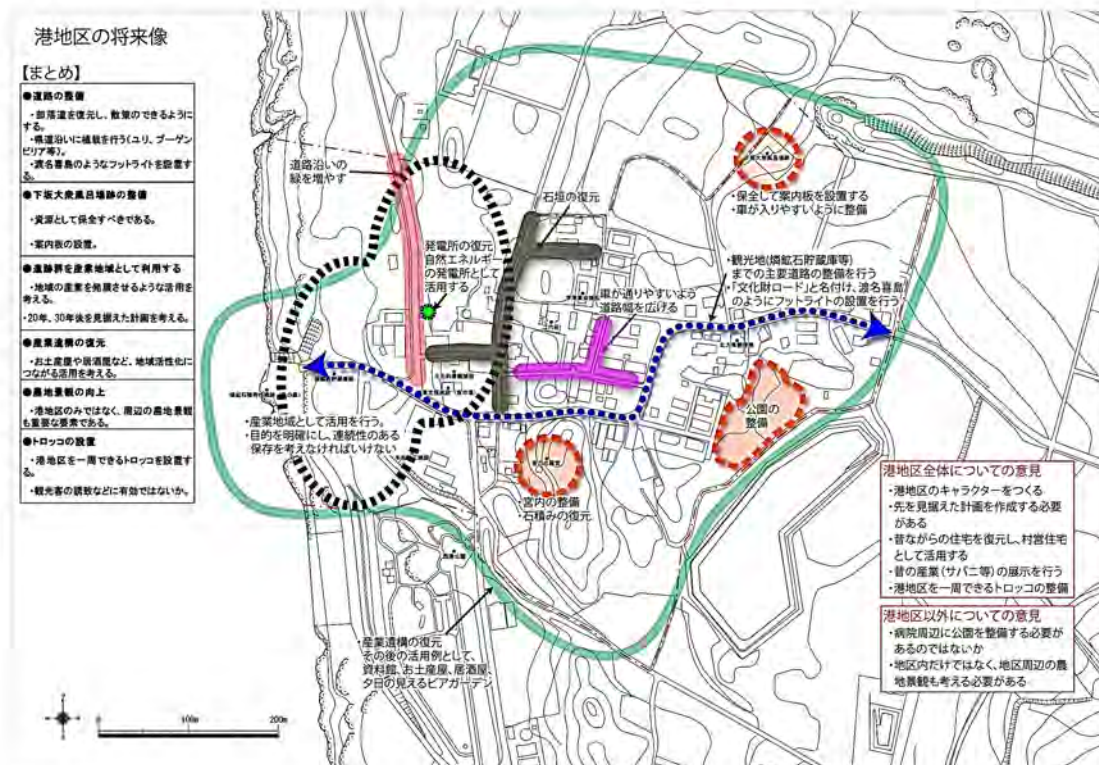 港地区の将来像
【まとめ】
●道路の整備
・部落道を復元し、散策のできるように
する。
・県道沿いに植栽を行う(ユリ、ブーゲン
ビリア等)。
・渡名喜島のようなフットライトを設置す
る。
●下坂大衆風呂場跡の整備
・資源として保全すべきである。
・案内板の設置。
●遺跡群を産業地域として利用する
・地域の産業を発展させるような活用を
考える。
・20年、30年後を見据えた計画を考える。
●産業遺構の復元
・お土産屋や居酒屋など、地域活性化に
つながる活用を考える。
●農地景観の向上
・港地区のみではなく、周辺の農地景観
も重要な要素である。
●トロッコの設置
・港地区を一周できるトロッコを設置す
る。
・観光客の誘致などに有効ではないか。
道路沿いの
緑を増やす
石垣の復元
発電所の復元
自然エネルギー
の発電所として
活用する
車が通りやすいよう
道路幅を広げる
・保全して案内板を設置する
・車が入りやすいように整備
・観光地(燐鉱石貯蔵庫等)
までの主要道路の整備を行う
・「文化財ロード」と名付け、渡名喜島
のようにフットライトの設置を行う
・産業地域として活用を行う。
・目的を明確にし、連続性のある
保存を考えなければいけない
公園の
整備
・宮内の整備
・石積みの復元
・産業遺構の復元
その後の活用例として、
資料館、お土産屋、居酒屋、
夕日の見えるビアガーデン
港地区全体についての意見
・港地区のキャラクターをつくる
・先を見据えた計画を作成する必要
がある
・昔ながらの住宅を復元し、村営住宅
として活用する
・昔の産業(サバニ等)の展示を行う
・港地区を一周できるトロッコの整備
港地区以外についての意見
・病院周辺に公園を整備する必要が
あるのではないか
・地区内だけではなく、地区周辺の農
地景観も考える必要がある
0 100m 200m